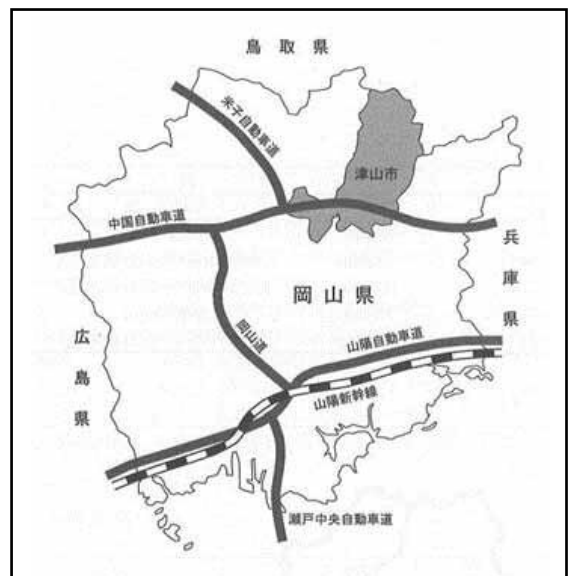 鳥取県
米子自動車道
津山市
中国自動車道
兵庫県
岡山県
岡山道
山陽自動車道
広島県
山陽新幹線
瀬戸中央自動車道